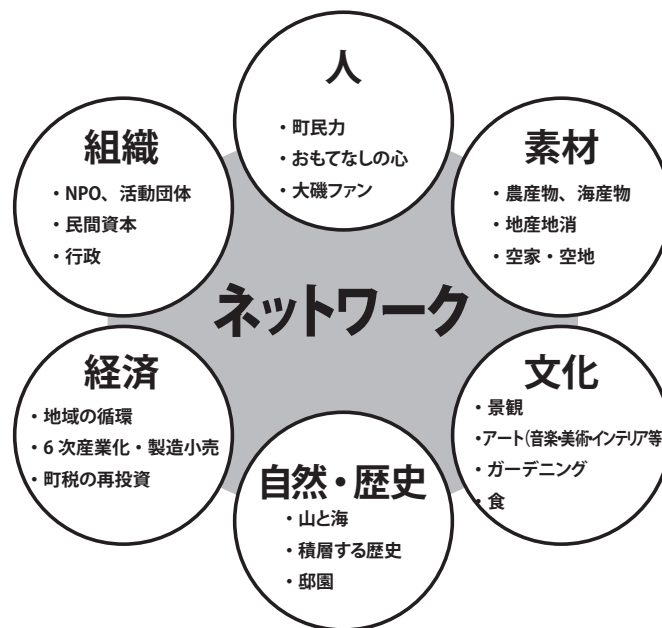 人
・町民力
・おもてなしの心
・大磯ファン
組織
・NPO、活動団体
・民間資本
・行政
素材
・農産物、海産物
・地産地消
・空家・空地
ネットワーク
経済
・地域の循環
・6 次産業化・製造小売
・町税の再投資
文化
・景観
・アート(音楽・美術・インテリア等
・ガーデニング
・食
自然・歴史
・山と海
・積層する歴史
・邸園